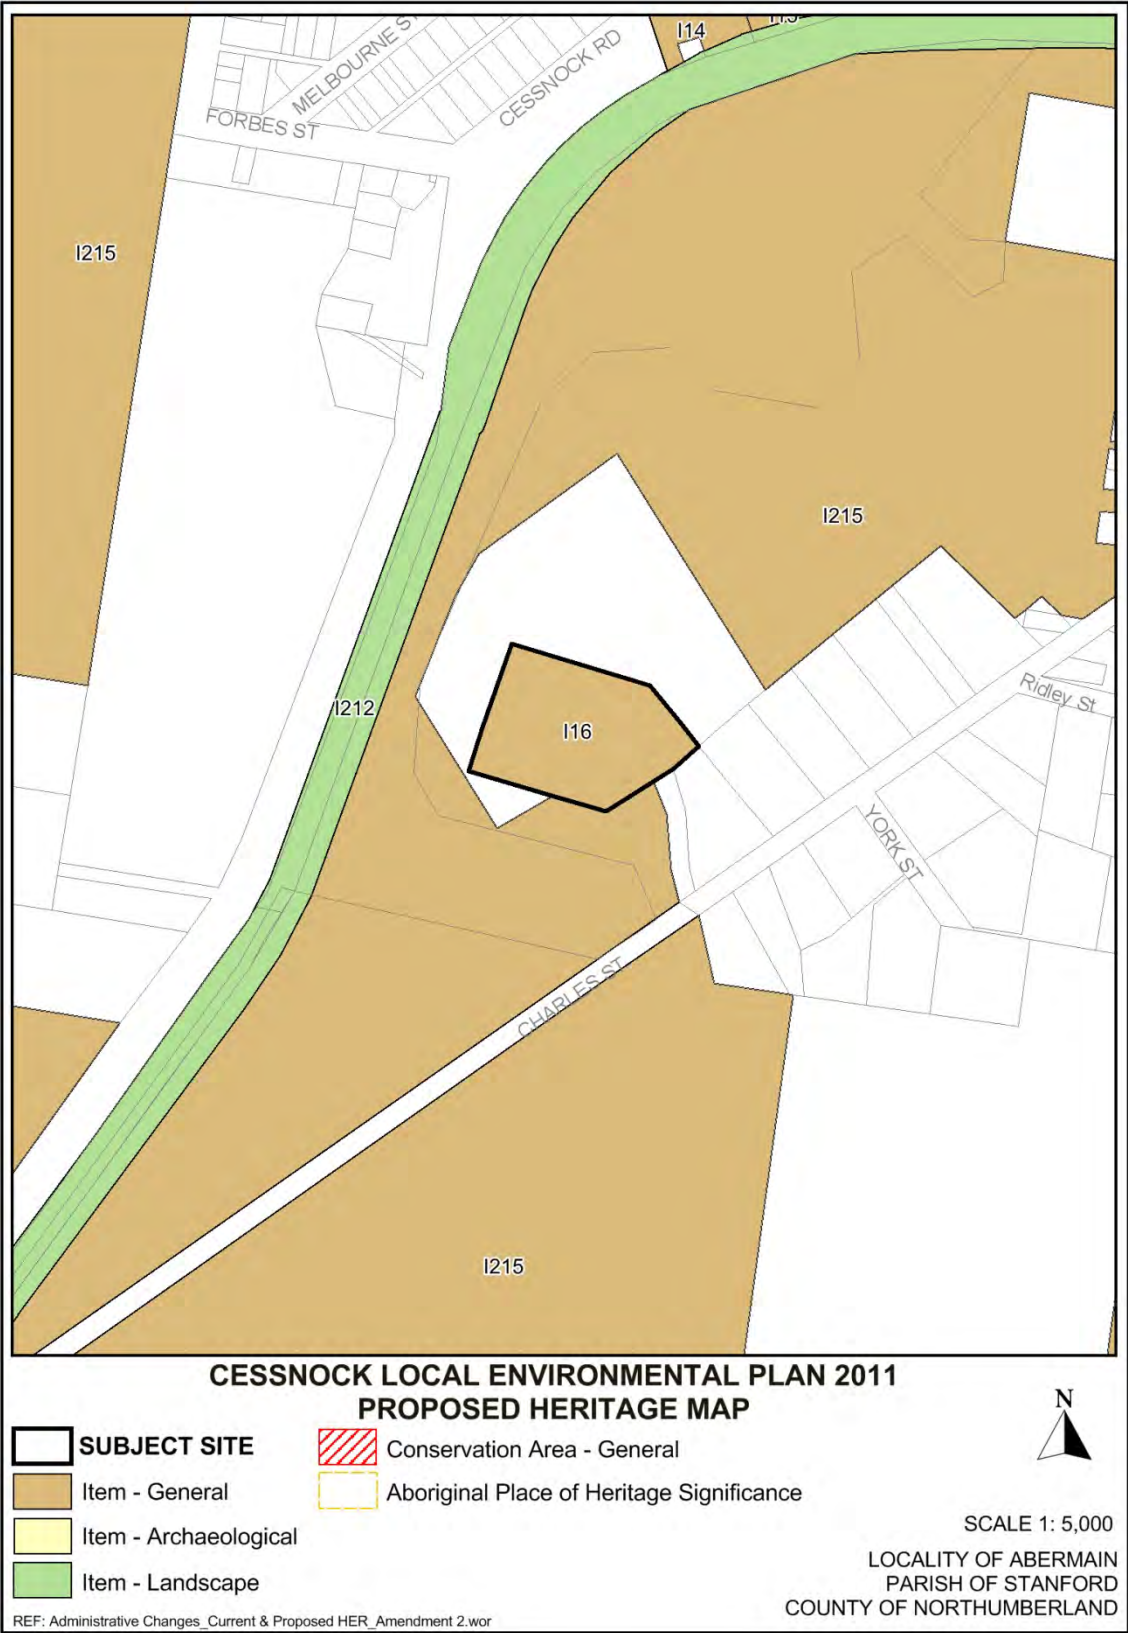 I14
MELBOURNE ST
CESSNOCK RD
FORBES ST
I215
I215
Ridley St
I212
I16
YORK ST
CHARLES ST
I215
CESSNOCK LOCAL ENVIRONMENTAL PLAN 2011
PROPOSED HERITAGE MAP
N
SUBJECT SITE
Conservation Area - General
Item - General
Aboriginal Place of Heritage Significance
Item - Archaeological
Item - Landscape
SCALE 1: 5,000
LOCALITY OF ABERMAIN
PARISH OF STANFORD
COUNTY OF NORTHUMBERLAND
REF: Administrative Changes_Current & Proposed HER_Amendment 2.wor